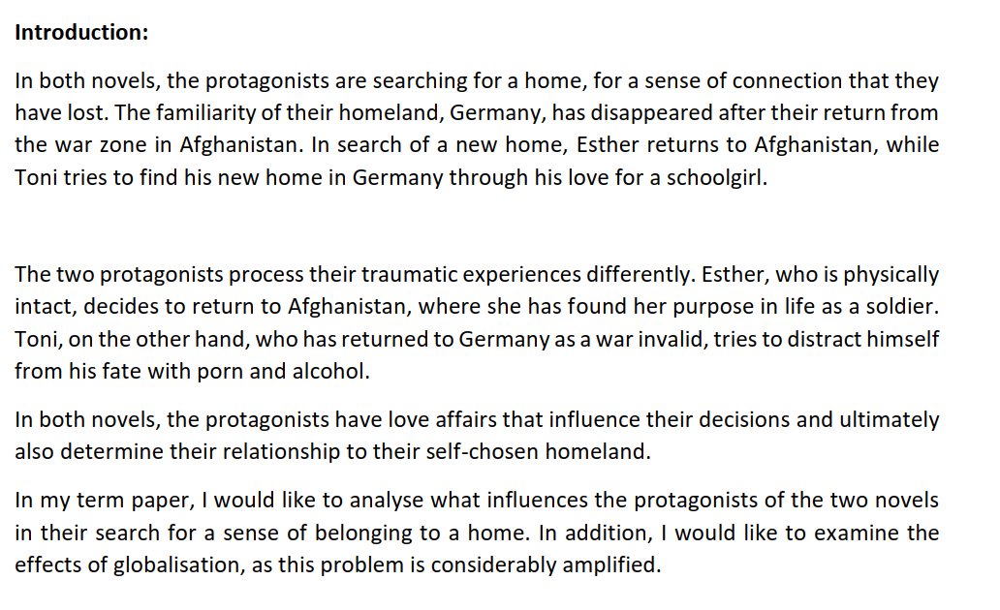 Introduction:
In both novels, the protagonists are searching for a home, for a sense of connection that they
have lost. The familiarity of their homeland, Germany, has disappeared after their return from
the war zone in Afghanistan. In search of a new home, Esther returns to Afghanistan, while
Toni tries to find his new home in Germany through his love for a schoolgirl.
The two protagonists process their traumatic experiences differently. Esther, who is physically
intact, decides to return to Afghanistan, where she has found her purpose in life as a soldier.
Toni, on the other hand, who has returned to Germany as a war invalid, tries to distract himself
from his fate with porn and alcohol.
In both novels, the protagonists have love affairs that influence their decisions and ultimately
also determine their relationship to their self-chosen homeland.
In my term paper, I would like to analyse what influences the protagonists of the two novels
in their search for a sense of belonging to a home. In addition, I would like to examine the
effects of globalisation, as this problem is considerably amplified.